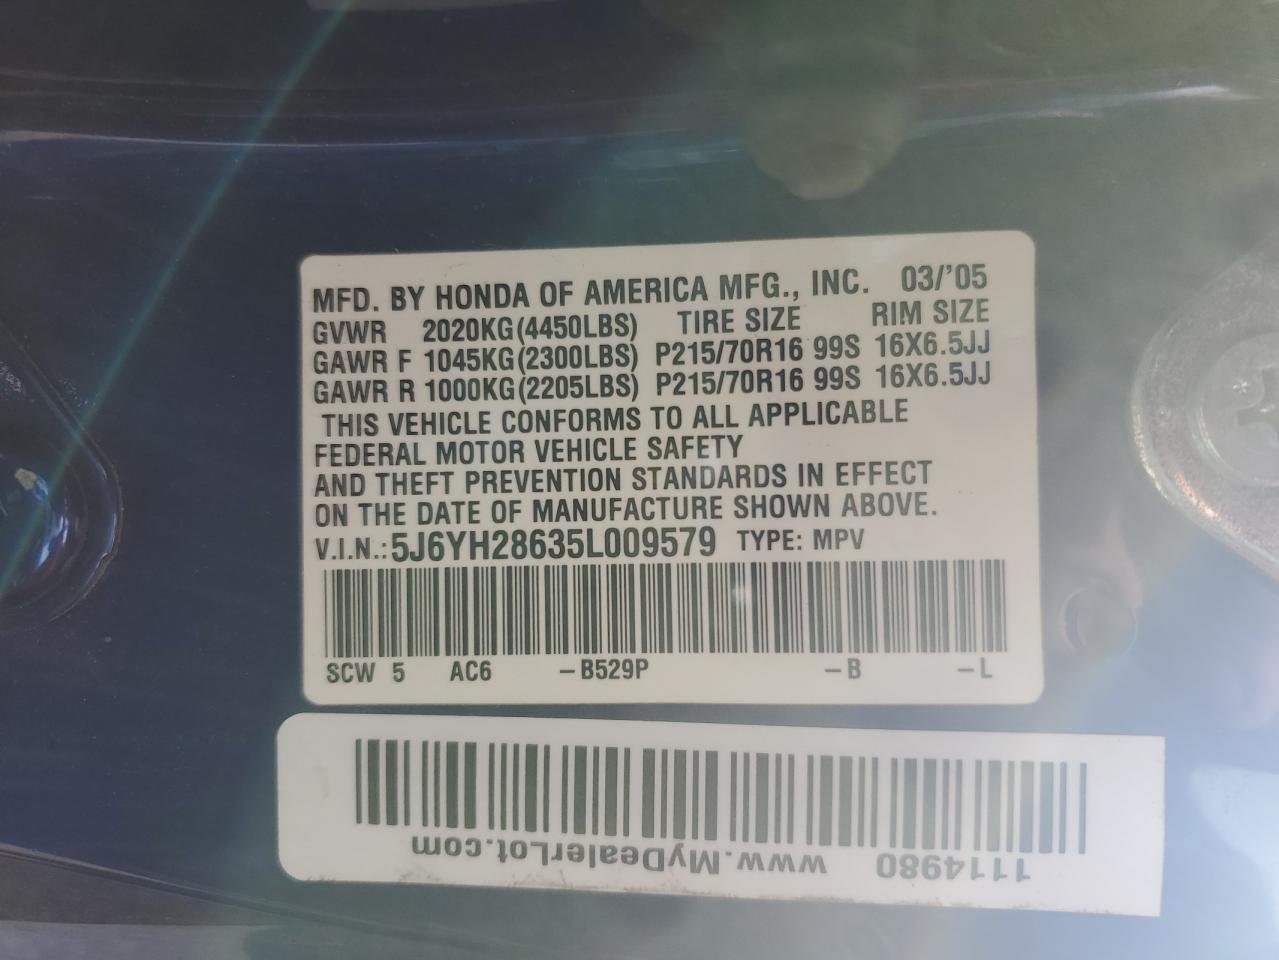 MFD. BY HONDA OF AMERICA MFG., INC. 03/'05
GVWR 2020KG(4450LBS) TIRE SIZE RIM SIZE
GAWR F 1045KG(2300LBS) P215/70R16 99S 16X6.5JJ
GAWR R 1000KG(2205LBS) P215/70R16 99S 16X6.5JJ
THIS VEHICLE CONFORMS TO ALL APPLICABLE
FEDERAL MOTOR VEHICLE SAFETY
AND THEFT PREVENTION STANDARDS IN EFFECT
ON THE DATE OF MANUFACTURE SHOWN ABOVE.
V.I.N.:5J6YH28635L009579 TYPE: MPV
SCW 5 AC6 -B529P -B -L
1114980 www.MyDealerLot.com